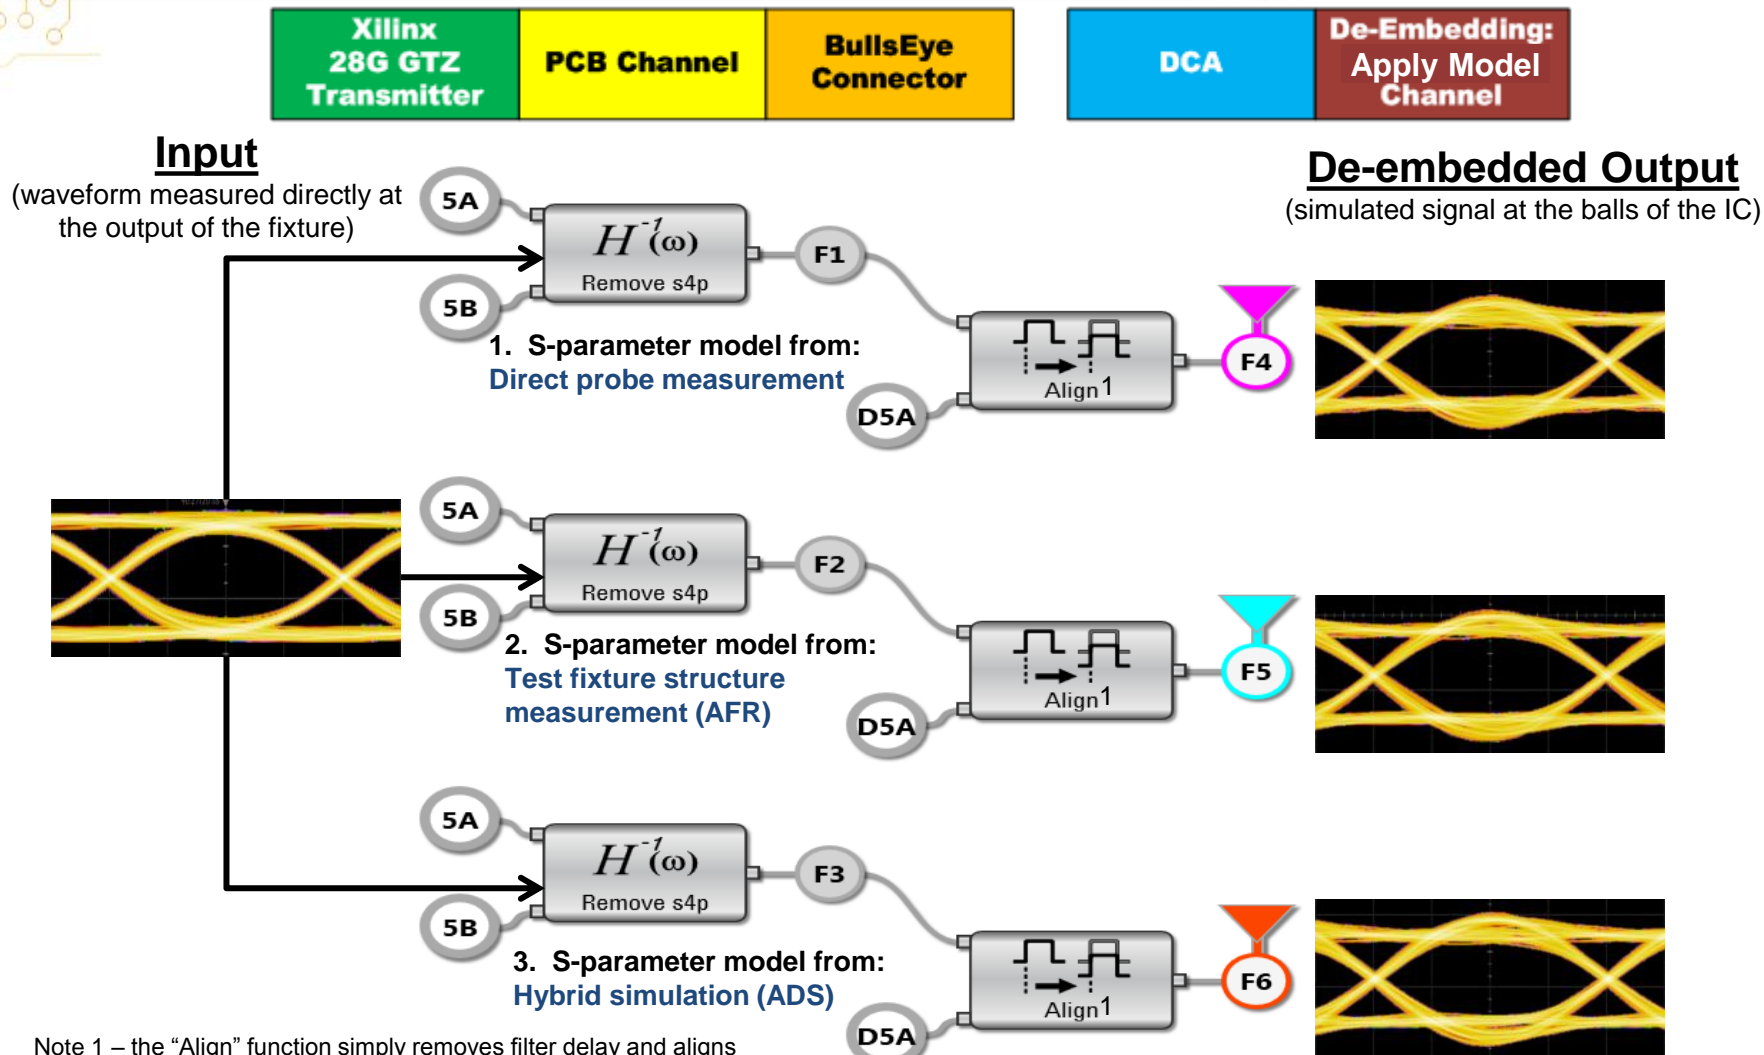 Xilinx
28G GTZ
Transmitter
PCB Channel
BullsEye
Connector
DCA
De-Embedding:
Apply Model
Channel
Input
(waveform measured directly at
the output of the fixture)
De-embedded Output
(simulated signal at the balls of the IC)
5A
H⁻¹(ω)
Remove s4p
5B
F1
1. S-parameter model from:
Direct probe measurement
D5A
Align1
F4
5A
H⁻¹(ω)
Remove s4p
5B
F2
2. S-parameter model from:
Test fixture structure
measurement (AFR)
D5A
Align1
F5
5A
H⁻¹(ω)
Remove s4p
5B
F3
3. S-parameter model from:
Hybrid simulation (ADS)
D5A
Align1
F6
Note 1 – the “Align” function simply removes filter delay and aligns